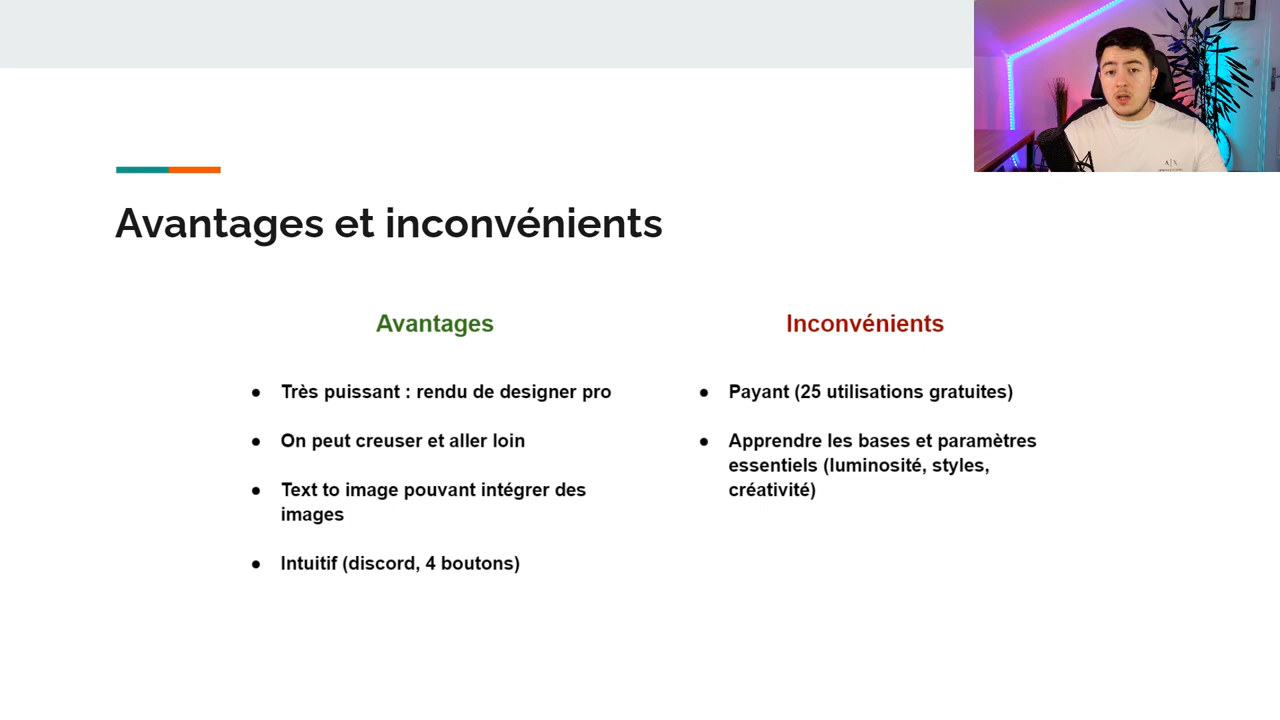 A|X
Avantages et inconvénients
Avantages
Très puissant : rendu de designer pro
On peut creuser et aller loin
Text to image pouvant intégrer des
images
Intuitif (discord, 4 boutons)
Inconvénients
Payant (25 utilisations gratuites)
Apprendre les bases et paramètres
essentiels (luminosité, styles,
créativité)